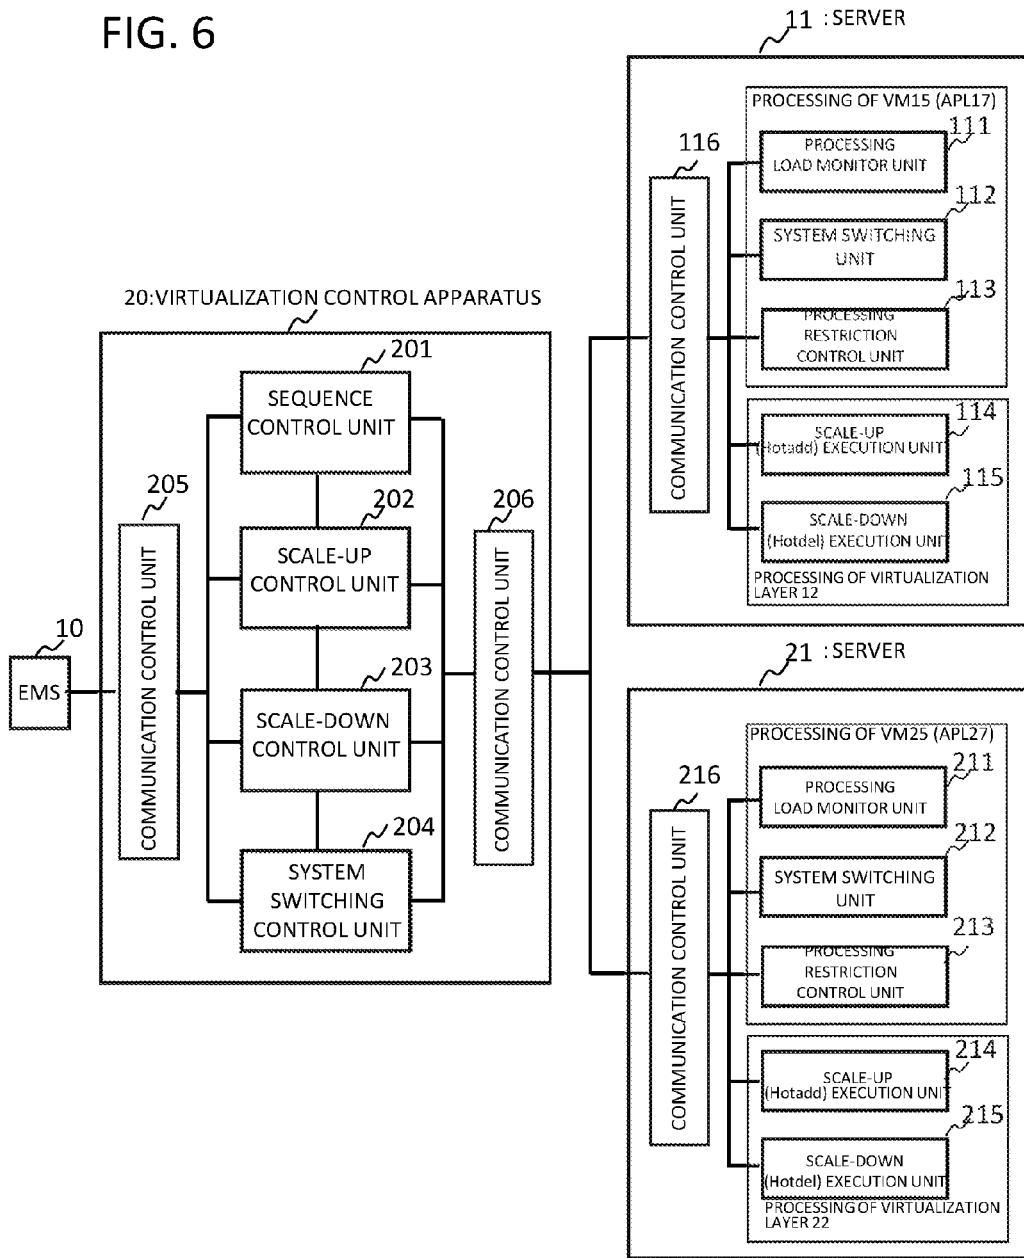 FIG. 6
10
EMS
20:VIRTUALIZATION CONTROL APPARATUS
205
COMMUNICATION CONTROL UNIT
201
SEQUENCE
CONTROL UNIT
202
SCALE-UP
CONTROL UNIT
203
SCALE-DOWN
CONTROL UNIT
204
SYSTEM
SWITCHING
CONTROL UNIT
206
COMMUNICATION CONTROL UNIT
11 : SERVER
116
COMMUNICATION CONTROL UNIT
PROCESSING OF VM15 (APL17)
111
PROCESSING
LOAD MONITOR UNIT
112
SYSTEM SWITCHING
UNIT
113
PROCESSING
RESTRICTION
CONTROL UNIT
114
SCALE-UP
(Hotadd) EXECUTION UNIT
115
SCALE-DOWN
(Hotdel) EXECUTION UNIT
PROCESSING OF VIRTUALIZATION
LAYER 12
21 : SERVER
216
COMMUNICATION CONTROL UNIT
PROCESSING OF VM25 (APL27)
211
PROCESSING
LOAD MONITOR UNIT
212
SYSTEM SWITCHING
UNIT
213
PROCESSING
RESTRICTION
CONTROL UNIT
214
SCALE-UP
(Hotadd) EXECUTION UNIT
215
SCALE-DOWN
(Hotdel) EXECUTION UNIT
PROCESSING OF VIRTUALIZATION
LAYER 22